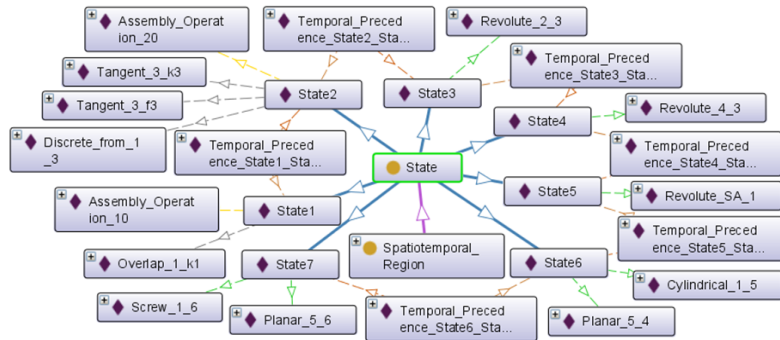 Assembly_Operat
ion_20
Temporal_Preced
ence_State2_Sta...
Revolute_2_3
Tangent_3_k3
State2
State3
Temporal_Preced
ence_State3_Sta...
Tangent_3_f3
Revolute_4_3
State4
Discrete_from_1
_3
Temporal_Preced
ence_State1_Sta...
Temporal_Preced
ence_State4_Sta...
State
State5
Revolute_SA_1
Assembly_Operat
ion_10
State1
Temporal_Preced
ence_State5_Sta...
Overlap_1_k1
State7
Spatiotemporal_
Region
State6
Cylindrical_1_5
Screw_1_6
Planar_5_6
Temporal_Preced
ence_State6_Sta...
Planar_5_4